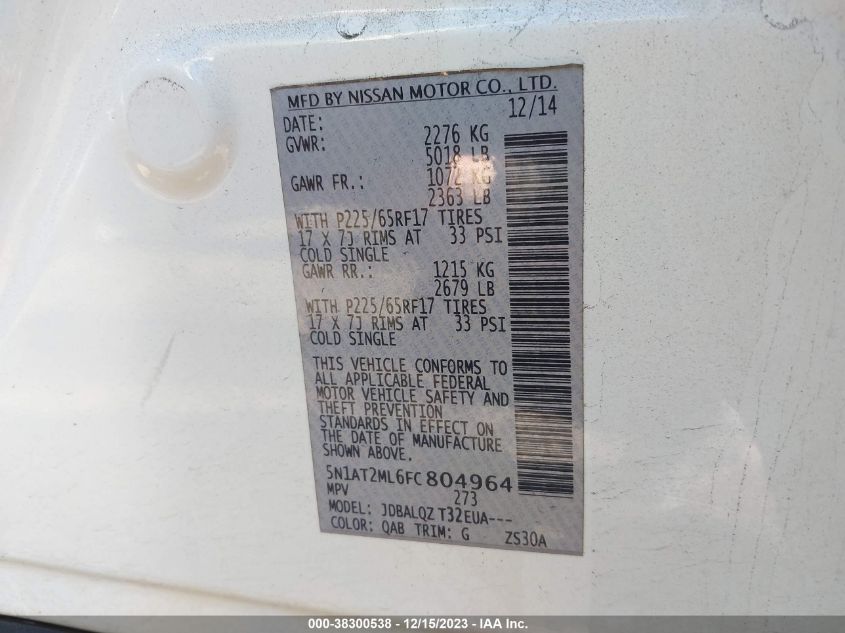 MFD BY NISSAN MOTOR CO., LTD.
DATE: 12/14
GVWR: 2276 KG
5018 LB
GAWR FR.: 1072 KG
2363 LB
WITH P225/65RF17 TIRES
17 X 7J RIMS AT 33 PSI
COLD SINGLE
GAWR RR.: 1215 KG
2679 LB
WITH P225/65RF17 TIRES
17 X 7J RIMS AT 33 PSI
COLD SINGLE
THIS VEHICLE CONFORMS TO
ALL APPLICABLE FEDERAL
MOTOR VEHICLE SAFETY AND
THEFT PREVENTION
STANDARDS IN EFFECT ON
THE DATE OF MANUFACTURE
SHOWN ABOVE.
5N1AT2ML6FC804964
MPV 273
MODEL: JDBALQZ T32EUA---
COLOR: QAB TRIM: G ZS30A
000-38300538 - 12/15/2023 - IAA Inc.